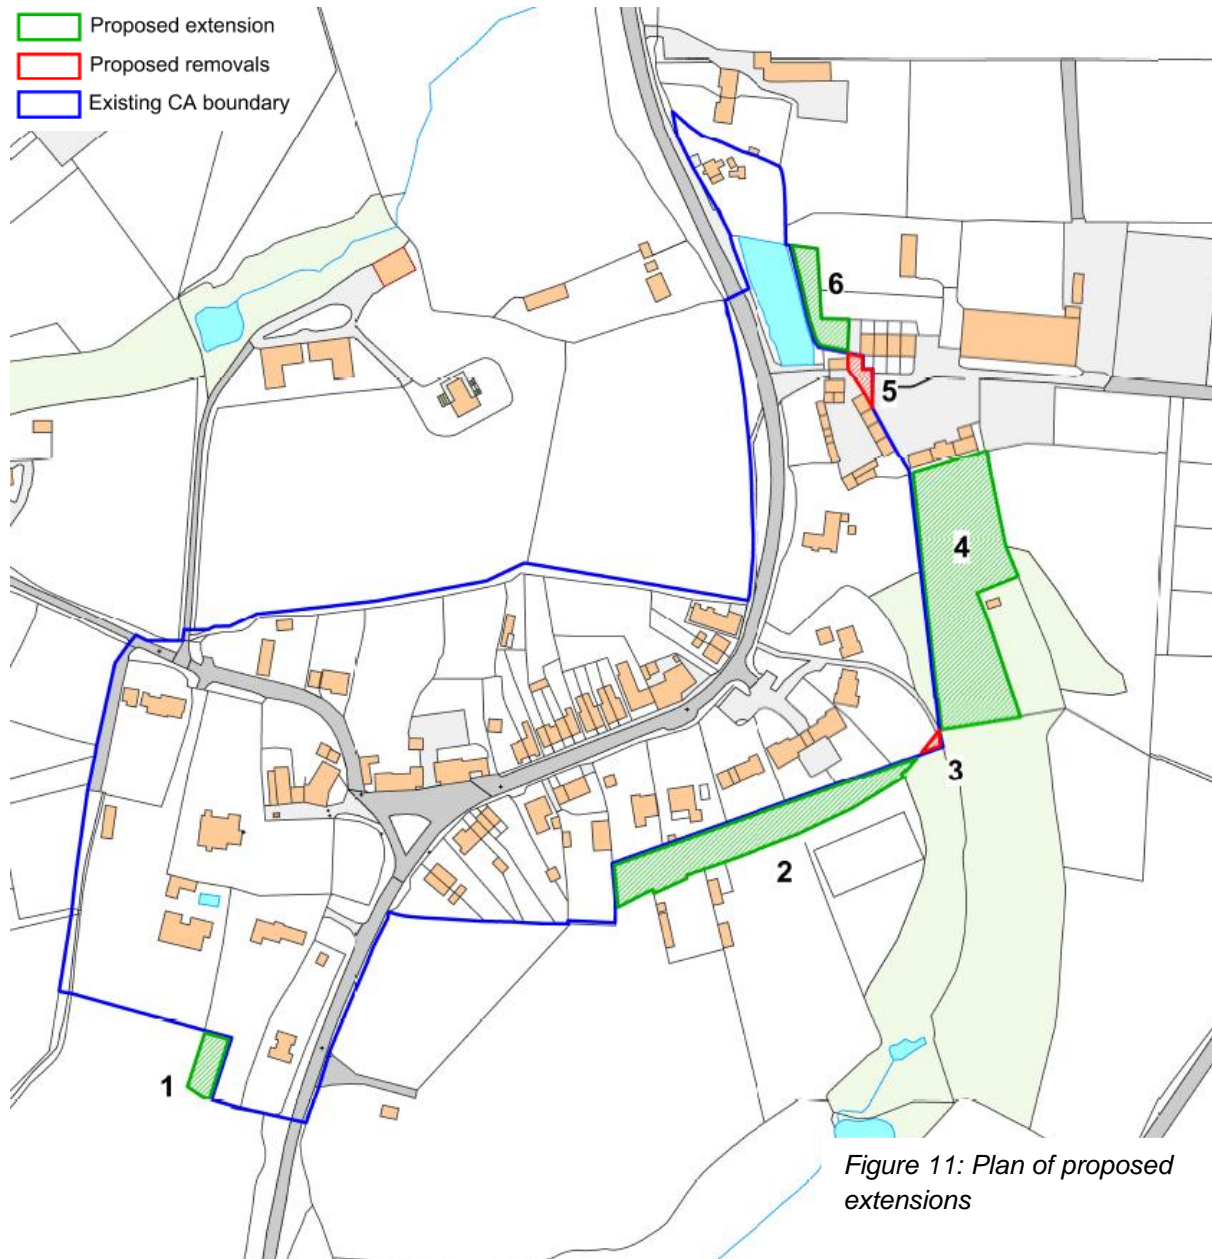 Proposed extension
Proposed removals
Existing CA boundary
6
5
4
3
2
1
Figure 11: Plan of proposed
extensions